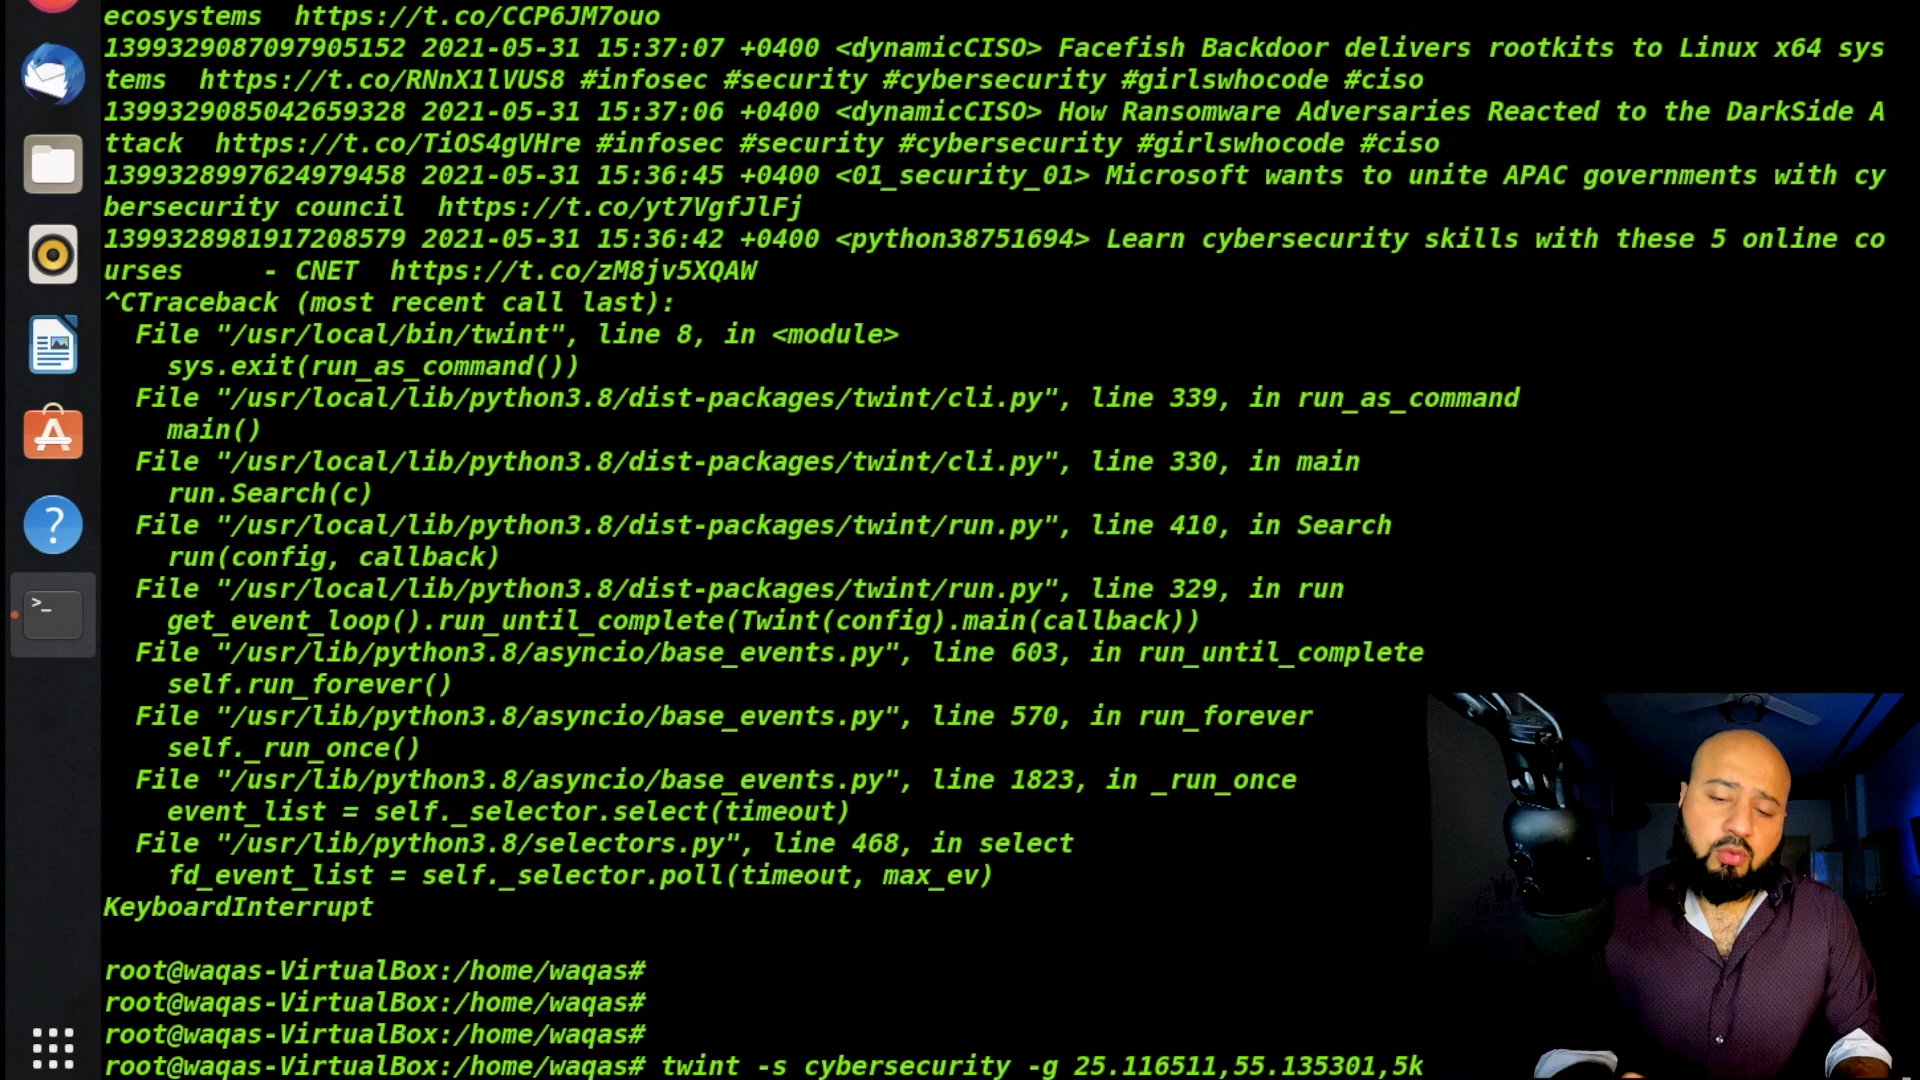 ecosystems  https://t.co/CCP6JM7ouo
1399329087097905152 2021-05-31 15:37:07 +0400 <dynamicCISO> Facefish Backdoor delivers rootkits to Linux x64 sys
tems  https://t.co/RNnX1lVUS8 #infosec #security #cybersecurity #girlswhocode #ciso
1399329085042659328 2021-05-31 15:37:06 +0400 <dynamicCISO> How Ransomware Adversaries Reacted to the DarkSide A
ttack  https://t.co/TiOS4gVHre #infosec #security #cybersecurity #girlswhocode #ciso
1399328997624979458 2021-05-31 15:36:45 +0400 <01_security_01> Microsoft wants to unite APAC governments with cy
bersecurity council  https://t.co/yt7VgfJlFj
1399328981917208579 2021-05-31 15:36:42 +0400 <python38751694> Learn cybersecurity skills with these 5 online co
urses     - CNET  https://t.co/zM8jv5XQAW
^CTraceback (most recent call last):
  File "/usr/local/bin/twint", line 8, in <module>
    sys.exit(run_as_command())
  File "/usr/local/lib/python3.8/dist-packages/twint/cli.py", line 339, in run_as_command
    main()
  File "/usr/local/lib/python3.8/dist-packages/twint/cli.py", line 330, in main
    run.Search(c)
  File "/usr/local/lib/python3.8/dist-packages/twint/run.py", line 410, in Search
    run(config, callback)
  File "/usr/local/lib/python3.8/dist-packages/twint/run.py", line 329, in run
    get_event_loop().run_until_complete(Twint(config).main(callback))
  File "/usr/lib/python3.8/asyncio/base_events.py", line 603, in run_until_complete
    self.run_forever()
  File "/usr/lib/python3.8/asyncio/base_events.py", line 570, in run_forever
    self._run_once()
  File "/usr/lib/python3.8/asyncio/base_events.py", line 1823, in _run_once
    event_list = self._selector.select(timeout)
  File "/usr/lib/python3.8/selectors.py", line 468, in select
    fd_event_list = self._selector.poll(timeout, max_ev)
KeyboardInterrupt

root@waqas-VirtualBox:/home/waqas#
root@waqas-VirtualBox:/home/waqas#
root@waqas-VirtualBox:/home/waqas#
root@waqas-VirtualBox:/home/waqas# twint -s cybersecurity -g 25.116511,55.135301,5k